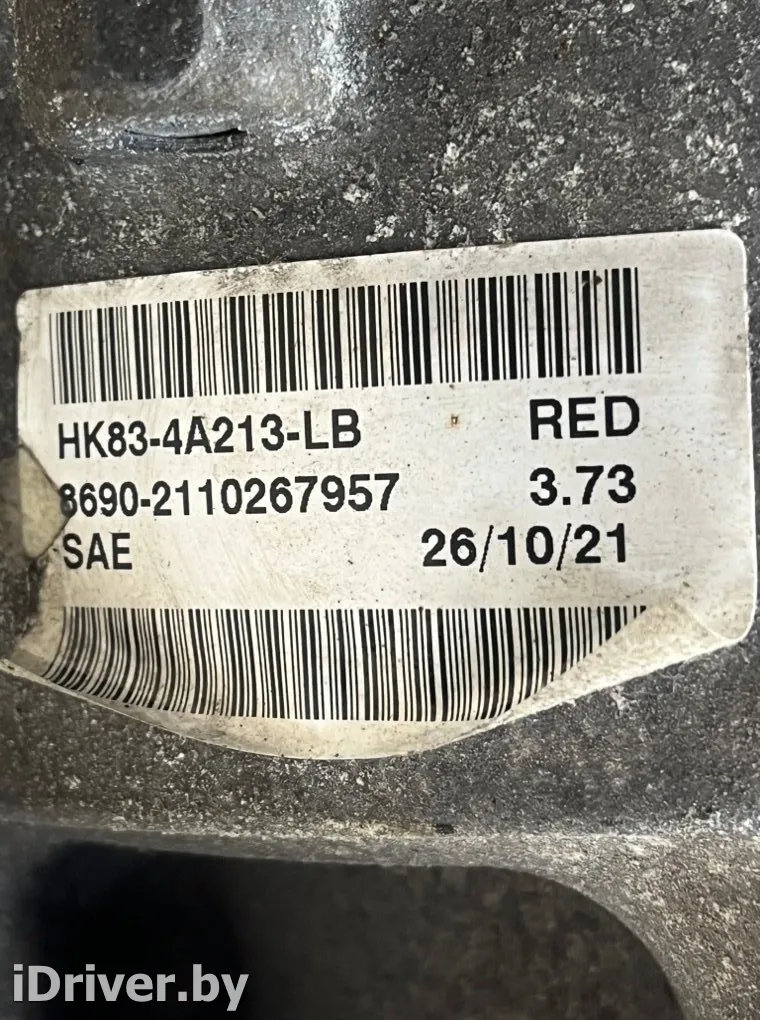 HK83-4A213-LB RED
8690-2110267957 3.73
SAE 26/10/21
iDriver.by